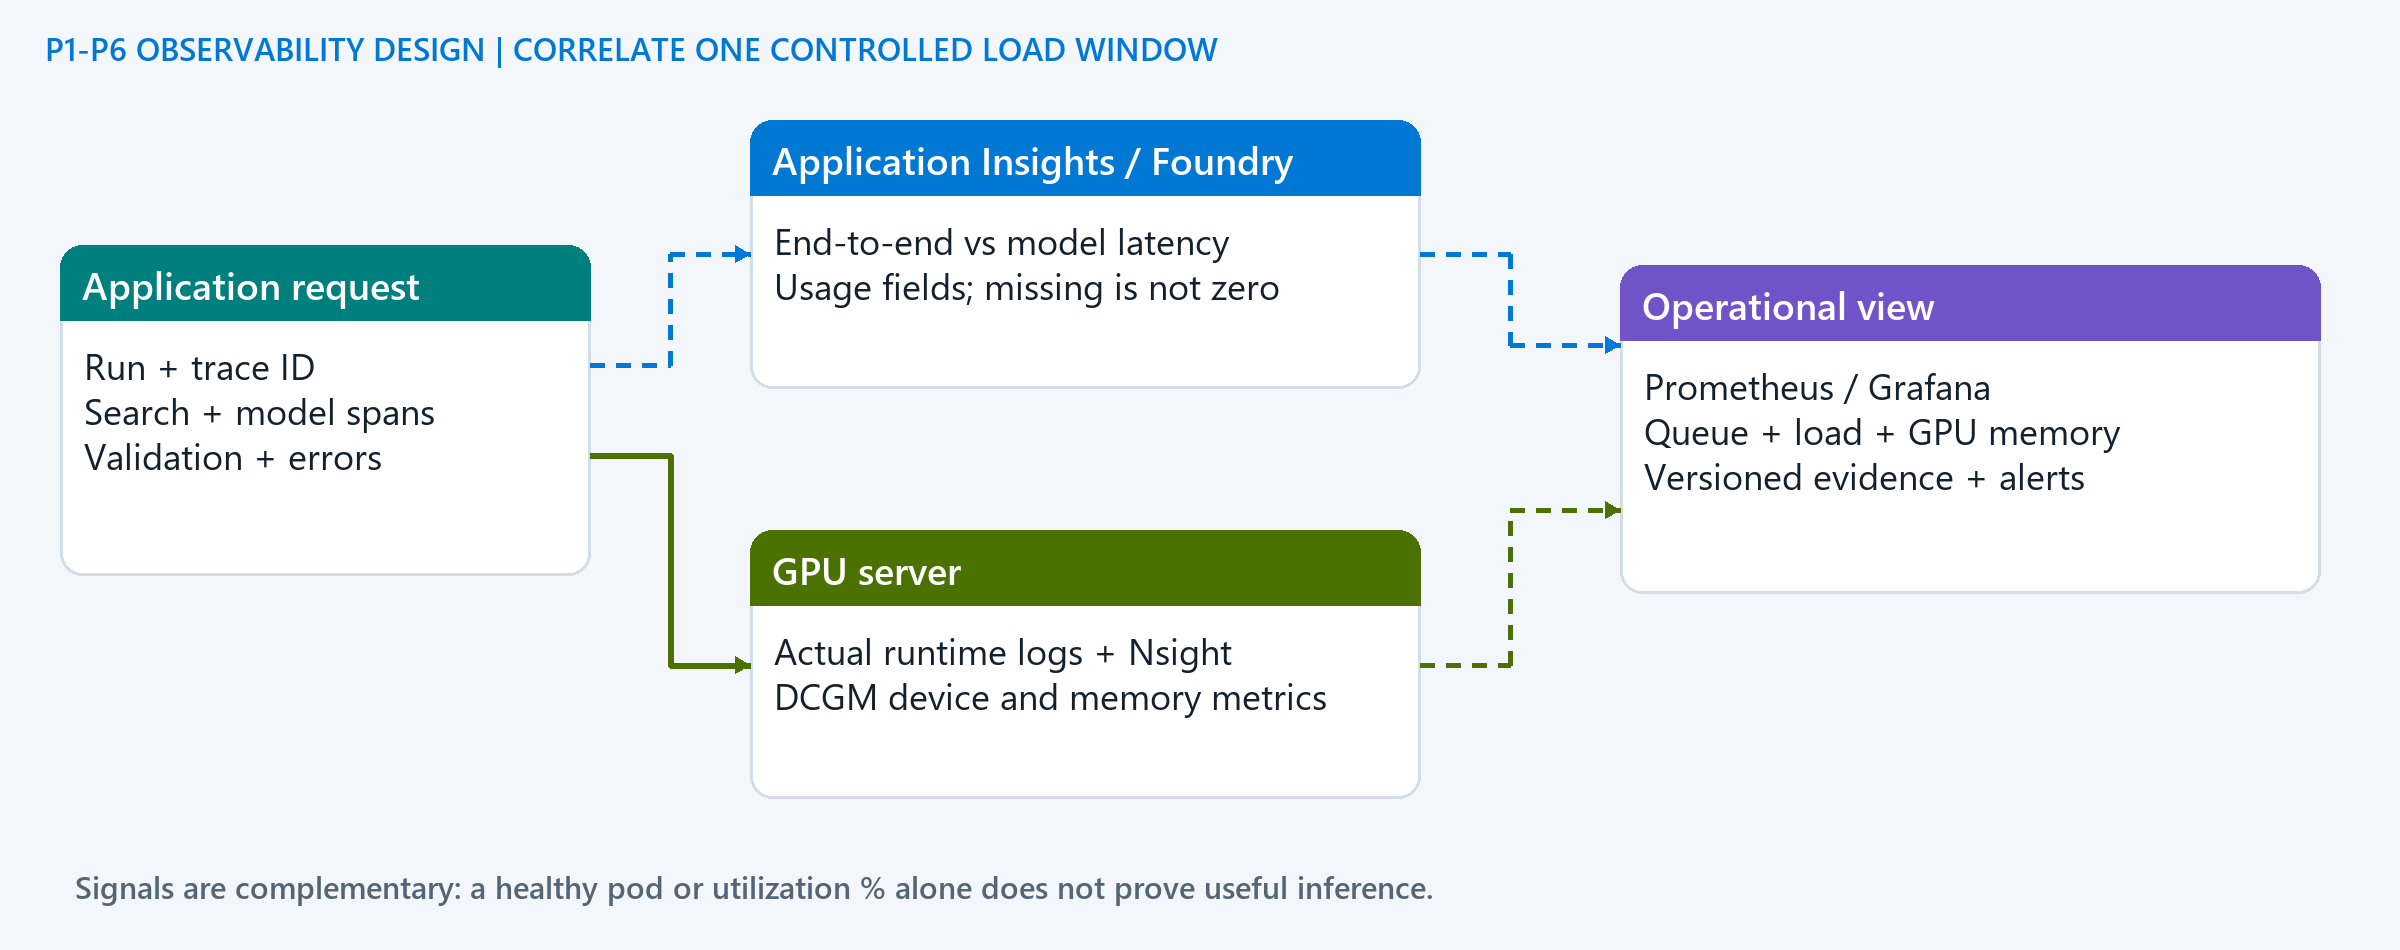 P1-P6 OBSERVABILITY DESIGN | CORRELATE ONE CONTROLLED LOAD WINDOW
Application request
Run + trace ID
Search + model spans
Validation + errors
Application Insights / Foundry
End-to-end vs model latency
Usage fields; missing is not zero
GPU server
Actual runtime logs + Nsight
DCGM device and memory metrics
Operational view
Prometheus / Grafana
Queue + load + GPU memory
Versioned evidence + alerts
Signals are complementary: a healthy pod or utilization % alone does not prove useful inference.